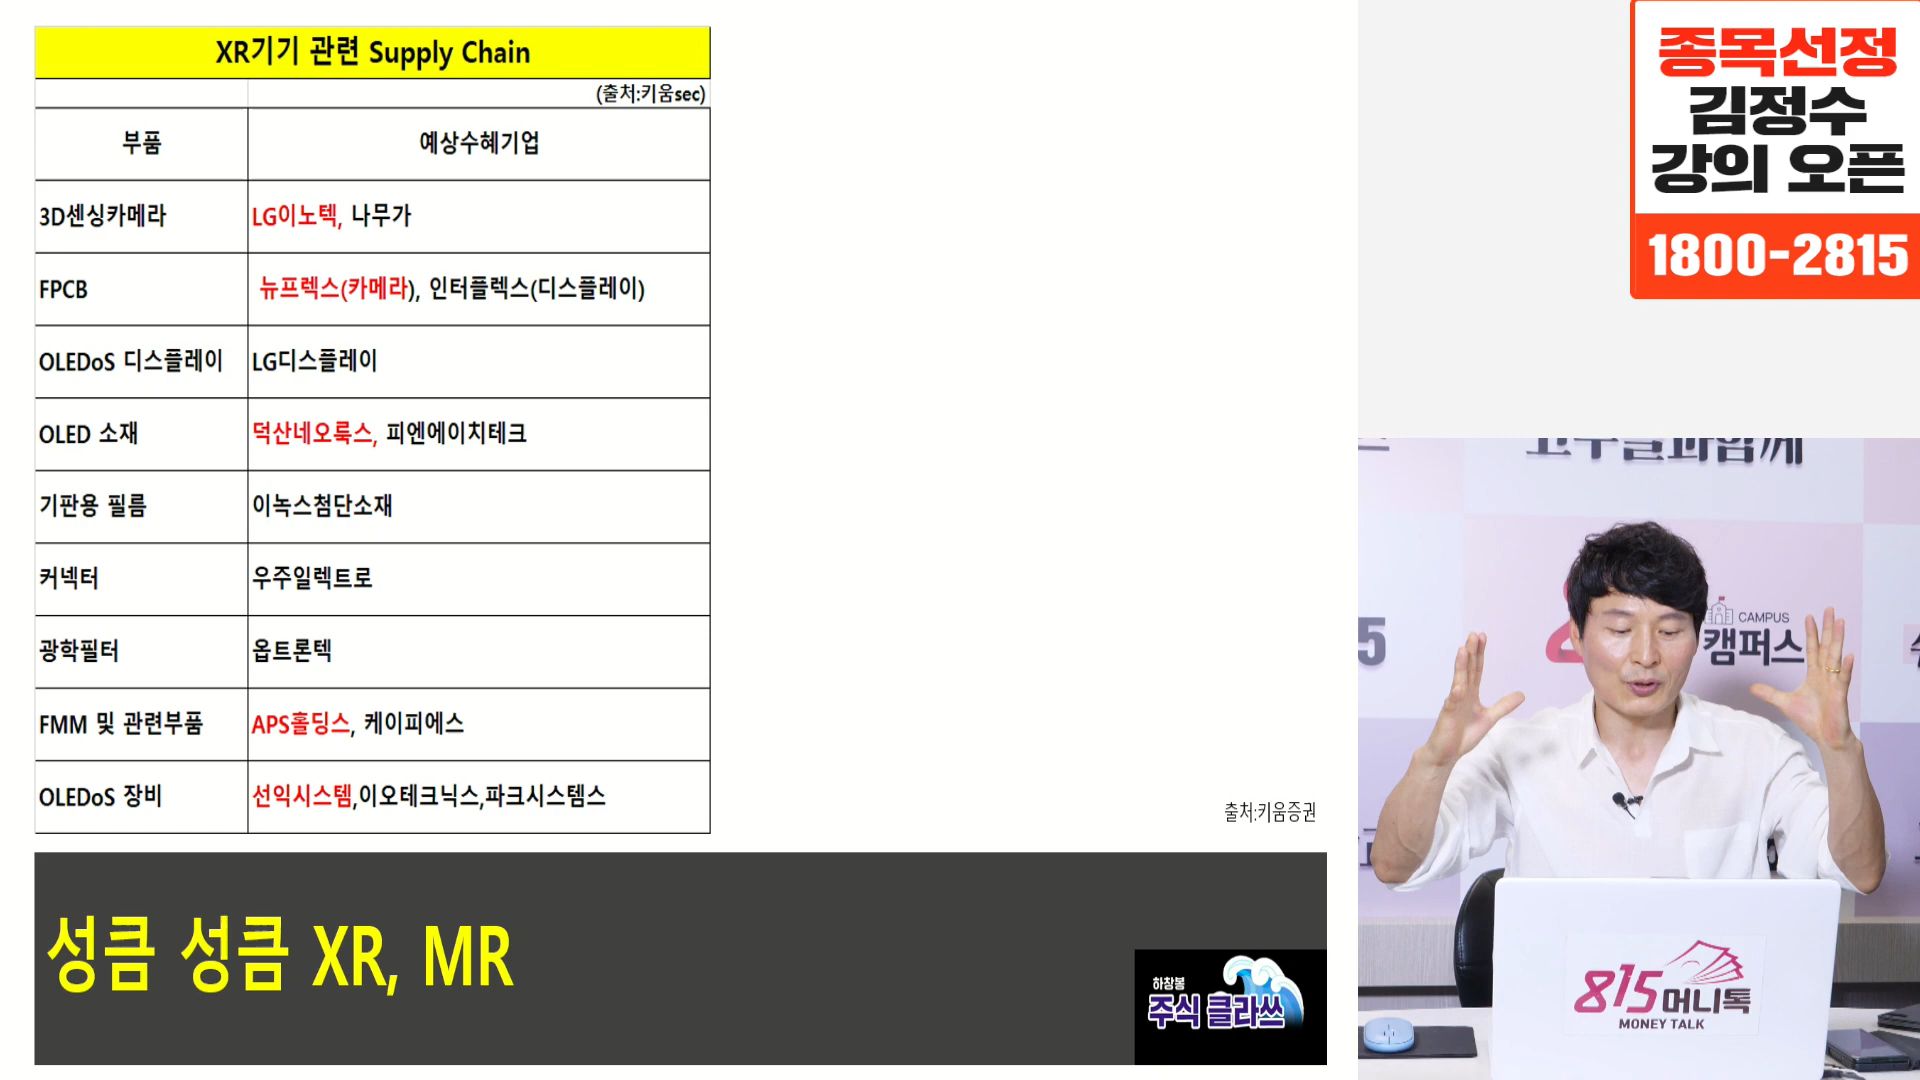 XR기기 관련 Supply Chain
(출처:키움sec)
부품 예상수혜기업
3D센싱카메라 LG이노텍, 나무가
FPCB 뉴프렉스(카메라), 인터플렉스(디스플레이)
OLEDoS 디스플레이 LG디스플레이
OLED 소재 덕산네오룩스, 피엔에이치테크
기판용 필름 이녹스첨단소재
커넥터 우주일렉트로
광학필터 옵트론텍
FMM 및 관련부품 APS홀딩스, 케이피에스
OLEDoS 장비 선익시스템,이오테크닉스,파크시스템스
출처:키움증권
성큼 성큼 XR, MR
하창봉
주식 클라쓰
종목선정
김정수
강의 오픈
1800-2815
고수들과함께
5
CAMPUS
캠퍼스
815머니톡
MONEY TALK